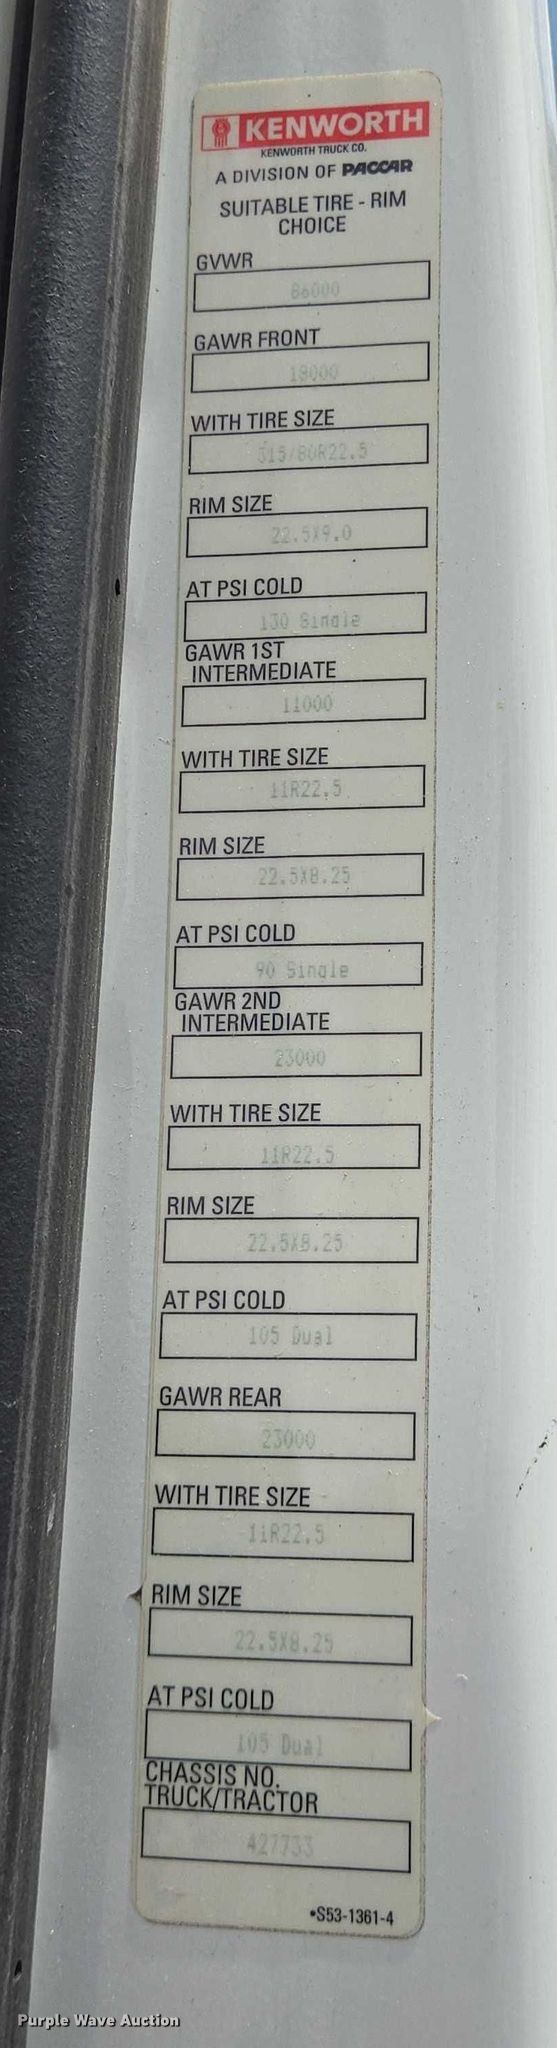 KENWORTH
KENWORTH TRUCK CO.
A DIVISION OF PACCAR
SUITABLE TIRE - RIM
CHOICE
GVWR
86000
GAWR FRONT
18000
WITH TIRE SIZE
315/80R22.5
RIM SIZE
22.5X9.0
AT PSI COLD
130 Single
GAWR 1ST
INTERMEDIATE
11000
WITH TIRE SIZE
11R22.5
RIM SIZE
22.5X8.25
AT PSI COLD
90 Single
GAWR 2ND
INTERMEDIATE
23000
WITH TIRE SIZE
11R22.5
RIM SIZE
22.5X8.25
AT PSI COLD
105 Dual
GAWR REAR
23000
WITH TIRE SIZE
11R22.5
RIM SIZE
22.5X8.25
AT PSI COLD
105 Dual
CHASSIS NO.
TRUCK/TRACTOR
427733
•S53-1361-4
Purple Wave Auction